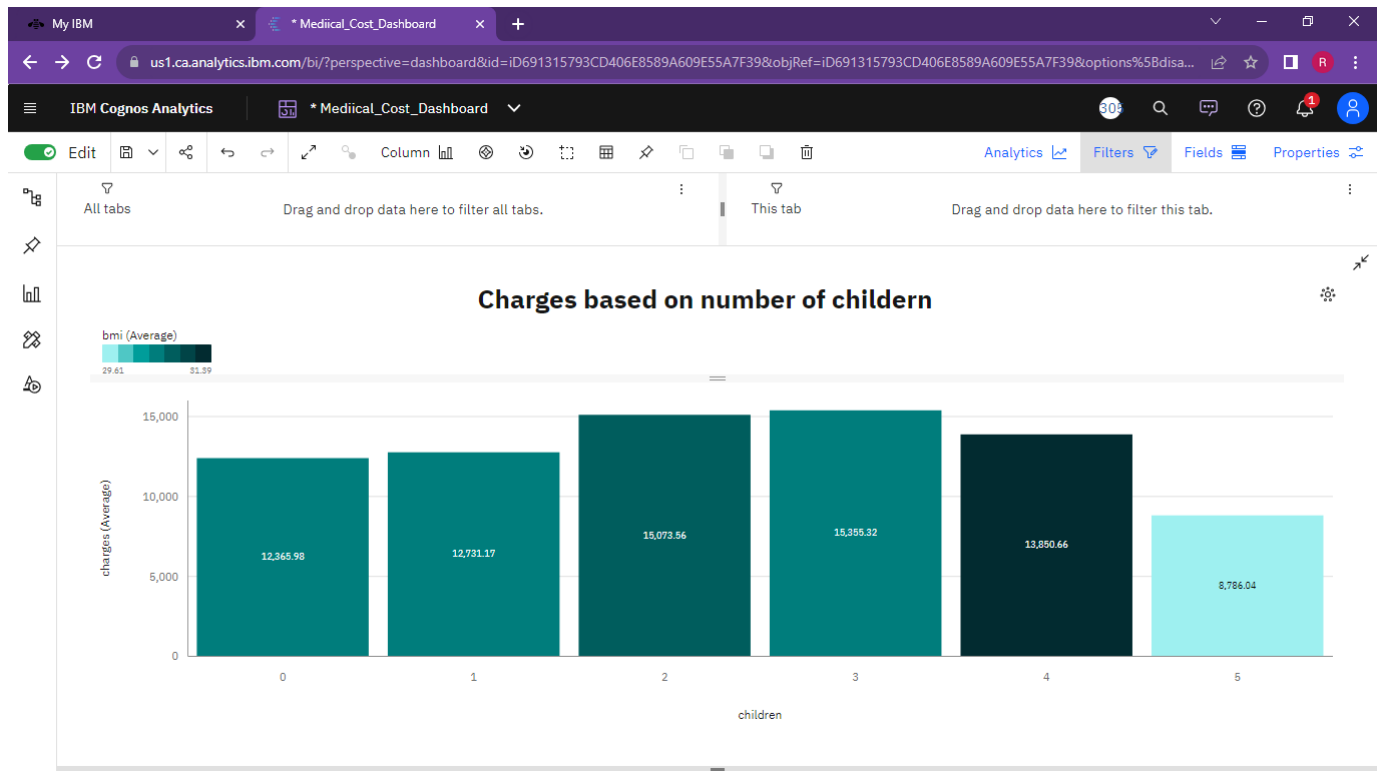 My IBM
* Mediical_Cost_Dashboard
us1.ca.analytics.ibm.com/bi/?perspective=dashboard&id=iD691315793CD406E8589A609E55A7F39&objRef=iD691315793CD406E8589A609E55A7F39&options%5Bdisa...
R
IBM Cognos Analytics
* Mediical_Cost_Dashboard
1
Edit
Column
Analytics
Filters
Fields
Properties
All tabs
Drag and drop data here to filter all tabs.
This tab
Drag and drop data here to filter this tab.
Charges based on number of childern
bmi (Average)
29.61 31.39
charges (Average)
15,000
10,000
5,000
0
12,365.98
12,731.17
15,073.56
15,355.32
13,850.66
8,786.04
0 1 2 3 4 5
children